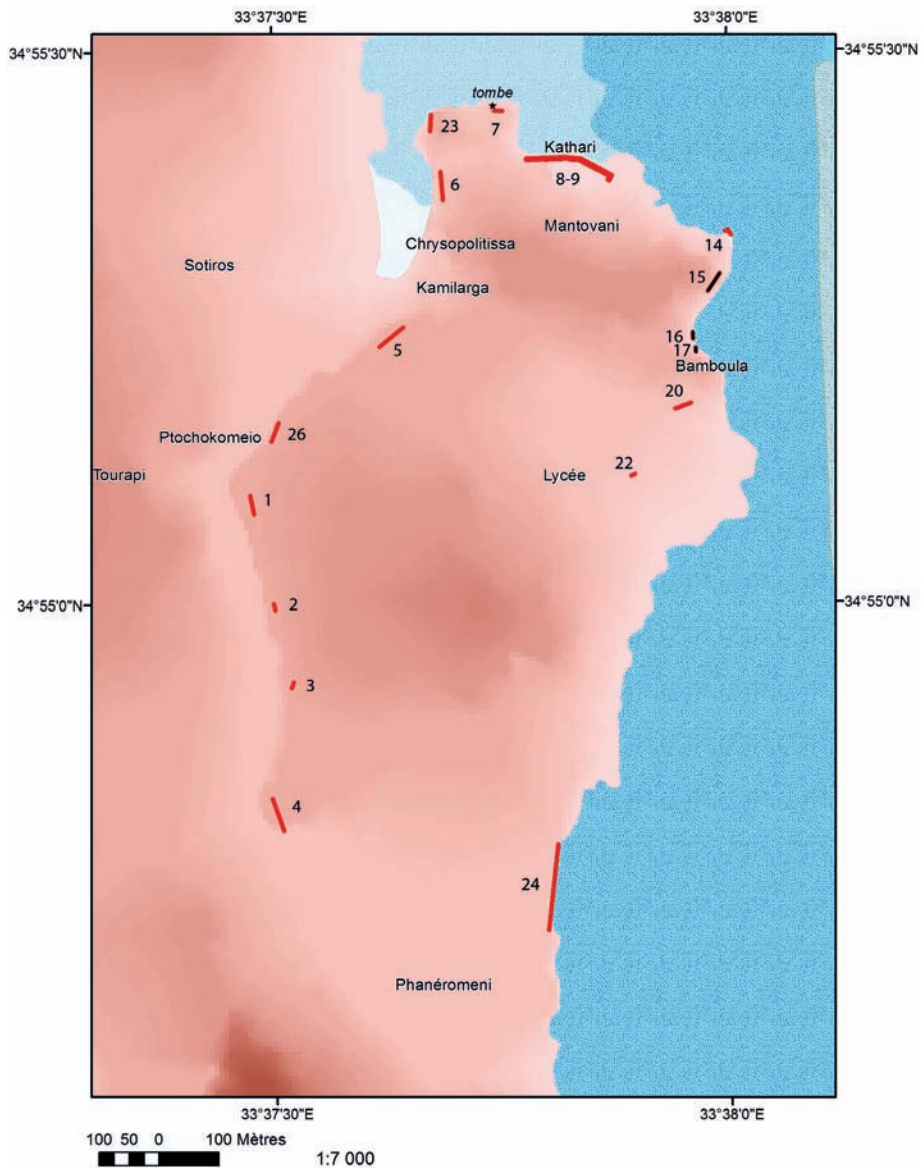 33°37'30"E 33°38'0"E
34°55'30"N 34°55'30"N
tombe
23 7
Kathari
6 8-9
Mantovani
14
Chrysopolitissa
Sotiros
15
Kamilarga
16
5 17
Bamboula
20
26
Ptochokomeio
22
Tourapi Lycée
1
2
34°55'0"N 34°55'0"N
3
4
24
Phanéromeni
33°37'30"E 33°38'0"E
100 50 0 100 Mètres
1:7 000